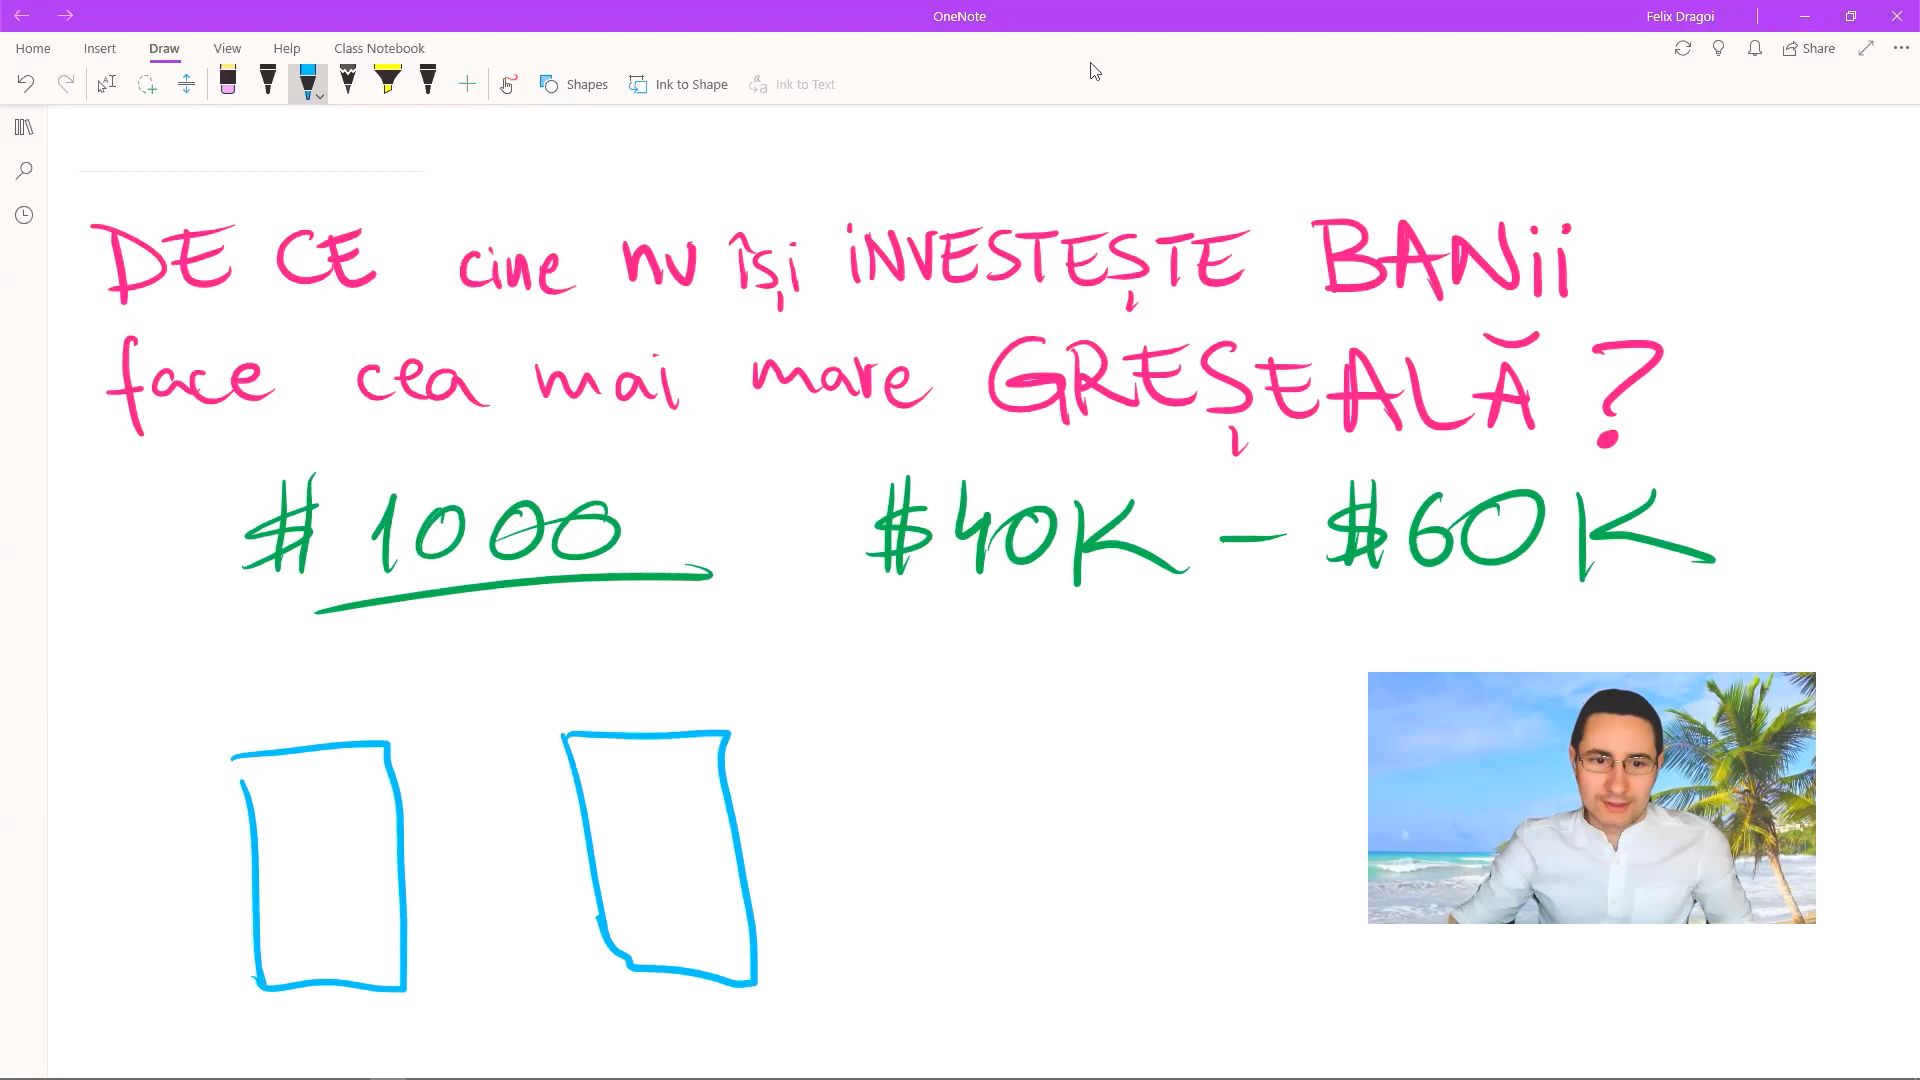 OneNote
Felix Dragoi
Home Insert Draw View Help Class Notebook
Share
Shapes Ink to Shape Ink to Text
DE CE cine nu își iNVESTEȘTE BANii
face cea mai mare GREȘEALĂ ?
$ 1000 $40K – $60K